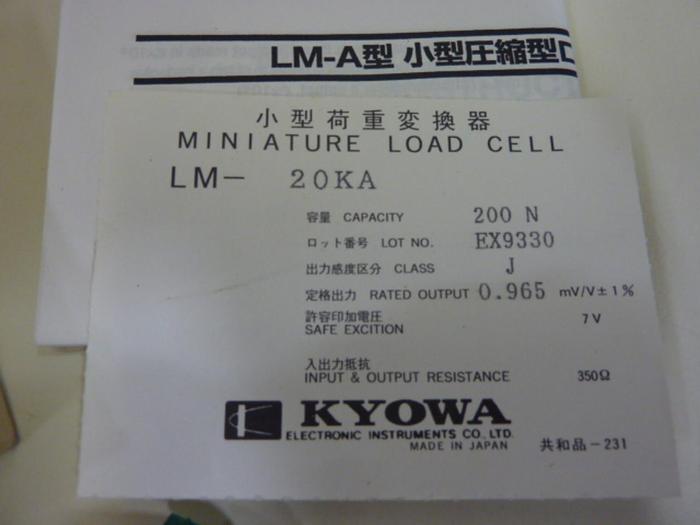 LM-A型 小型圧縮型
小型荷重変換器
MINIATURE LOAD CELL
LM- 20KA
容量 CAPACITY 200 N
ロット番号 LOT NO. EX9330
出力感度区分 CLASS J
定格出力 RATED OUTPUT 0.965 mV/V±1%
許容印加電圧 7V
SAFE EXCITION
入出力抵抗
INPUT & OUTPUT RESISTANCE 350Ω
KYOWA
ELECTRONIC INSTRUMENTS CO., LTD.
MADE IN JAPAN 共和品-231